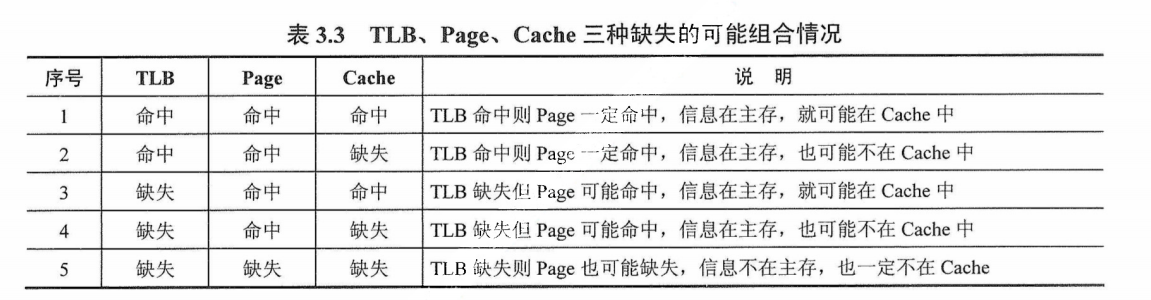 表 3.3 TLB、Page、Cache 三种缺失的可能组合情况
序号 TLB Page Cache 说 明
1 命中 命中 命中 TLB 命中则 Page 一定命中，信息在主存，就可能在 Cache 中
2 命中 命中 缺失 TLB 命中则 Page 一定命中，信息在主存，也可能不在 Cache 中
3 缺失 命中 命中 TLB 缺失但 Page 可能命中，信息在主存，就可能在 Cache 中
4 缺失 命中 缺失 TLB 缺失但 Page 可能命中，信息在主存，也可能不在 Cache 中
5 缺失 缺失 缺失 TLB 缺失则 Page 也可能缺失，信息不在主存，也一定不在 Cache